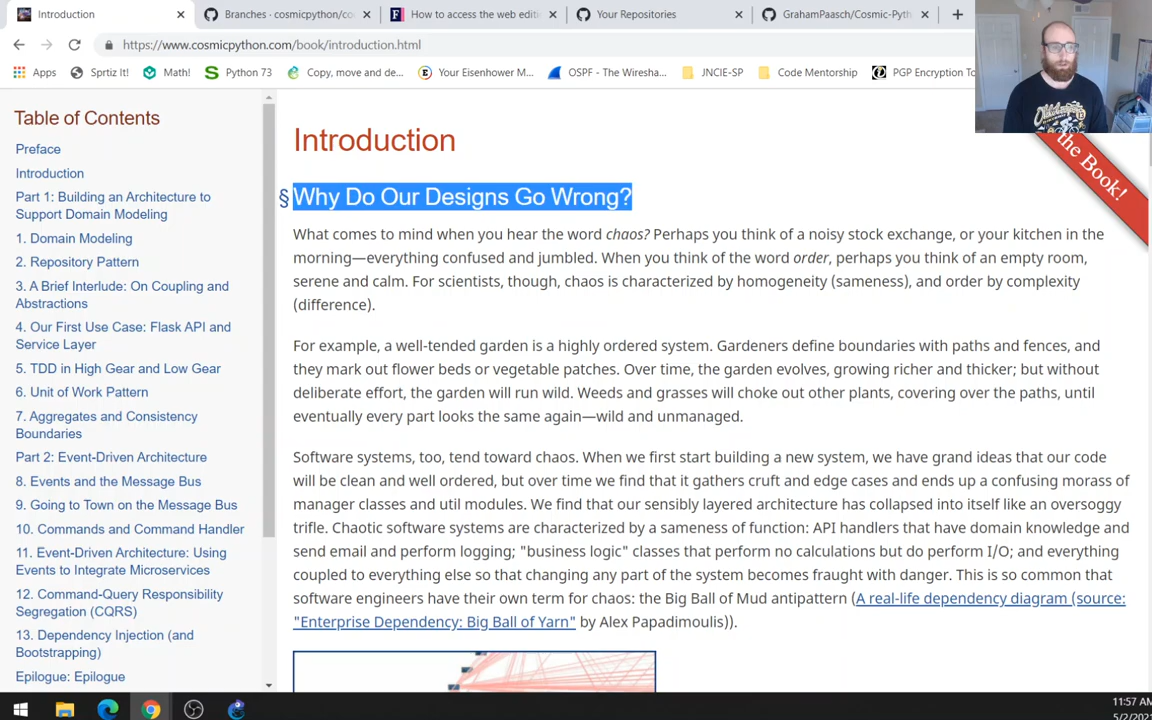 Introduction
Branches · cosmicpython/co
How to access the web editi
Your Repositories
GrahamPaasch/Cosmic-Pyth
https://www.cosmicpython.com/book/introduction.html
Apps
Sprtiz It!
Math!
Python 73
Copy, move and de...
Your Eisenhower M...
OSPF - The Wiresha...
JNCIE-SP
Code Mentorship
PGP Encryption To
the Book!
Table of Contents
Preface
Introduction
Part 1: Building an Architecture to
Support Domain Modeling
1. Domain Modeling
2. Repository Pattern
3. A Brief Interlude: On Coupling and
Abstractions
4. Our First Use Case: Flask API and
Service Layer
5. TDD in High Gear and Low Gear
6. Unit of Work Pattern
7. Aggregates and Consistency
Boundaries
Part 2: Event-Driven Architecture
8. Events and the Message Bus
9. Going to Town on the Message Bus
10. Commands and Command Handler
11. Event-Driven Architecture: Using
Events to Integrate Microservices
12. Command-Query Responsibility
Segregation (CQRS)
13. Dependency Injection (and
Bootstrapping)
Epilogue: Epilogue
Introduction
§Why Do Our Designs Go Wrong?
What comes to mind when you hear the word chaos? Perhaps you think of a noisy stock exchange, or your kitchen in the
morning—everything confused and jumbled. When you think of the word order, perhaps you think of an empty room,
serene and calm. For scientists, though, chaos is characterized by homogeneity (sameness), and order by complexity
(difference).
For example, a well-tended garden is a highly ordered system. Gardeners define boundaries with paths and fences, and
they mark out flower beds or vegetable patches. Over time, the garden evolves, growing richer and thicker; but without
deliberate effort, the garden will run wild. Weeds and grasses will choke out other plants, covering over the paths, until
eventually every part looks the same again—wild and unmanaged.
Software systems, too, tend toward chaos. When we first start building a new system, we have grand ideas that our code
will be clean and well ordered, but over time we find that it gathers cruft and edge cases and ends up a confusing morass of
manager classes and util modules. We find that our sensibly layered architecture has collapsed into itself like an oversoggy
trifle. Chaotic software systems are characterized by a sameness of function: API handlers that have domain knowledge and
send email and perform logging; "business logic" classes that perform no calculations but do perform I/O; and everything
coupled to everything else so that changing any part of the system becomes fraught with danger. This is so common that
software engineers have their own term for chaos: the Big Ball of Mud antipattern (A real-life dependency diagram (source:
"Enterprise Dependency: Big Ball of Yarn" by Alex Papadimoulis)).
11:57 AM